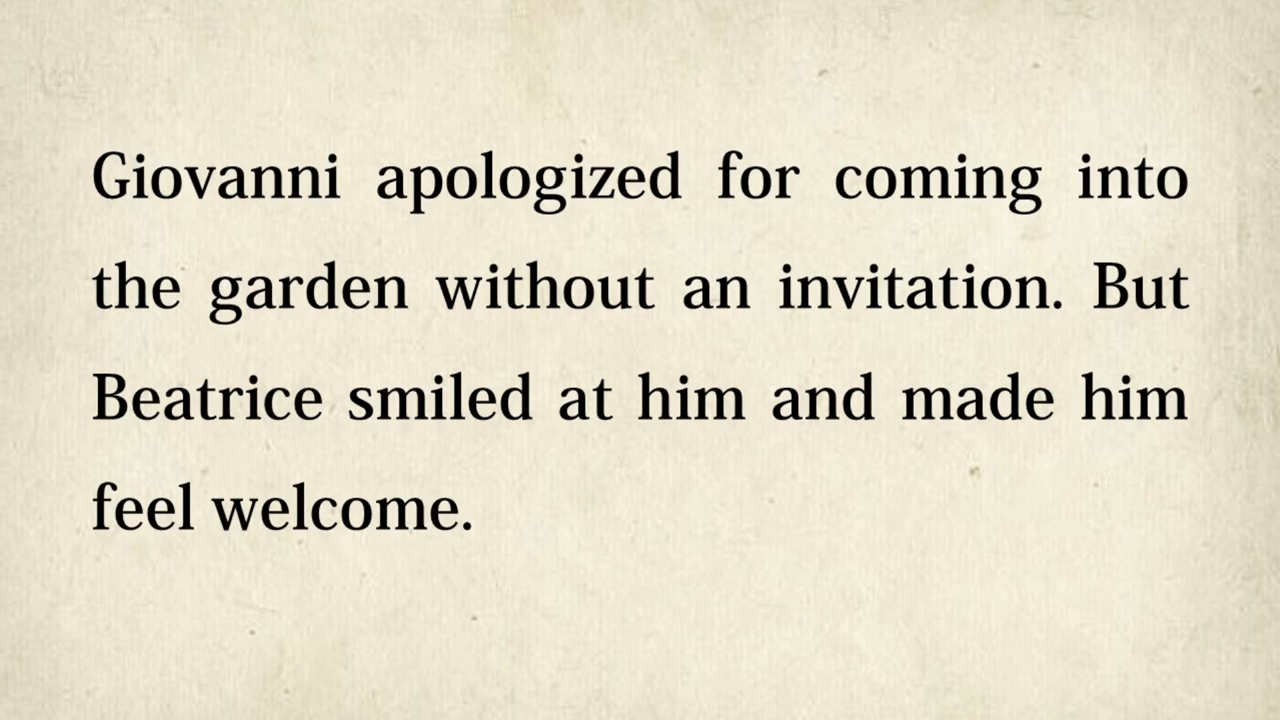 Giovanni apologized for coming into
the garden without an invitation. But
Beatrice smiled at him and made him
feel welcome.